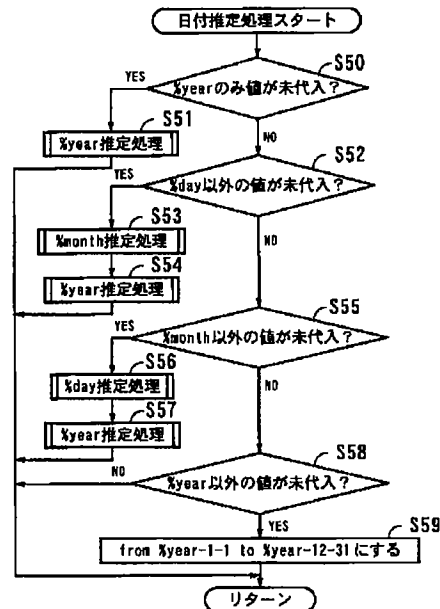 日付推定処理スタート
S50
YES
%yearのみ値が未代入？
S51
NO
%year推定処理
S52
YES
%day以外の値が未代入？
S53
%month推定処理
NO
S54
%year推定処理
S55
YES
%month以外の値が未代入？
S56
%day推定処理
NO
S57
%year推定処理
S58
NO
%year以外の値が未代入？
YES
S59
from %year-1-1 to %year-12-31にする
リターン